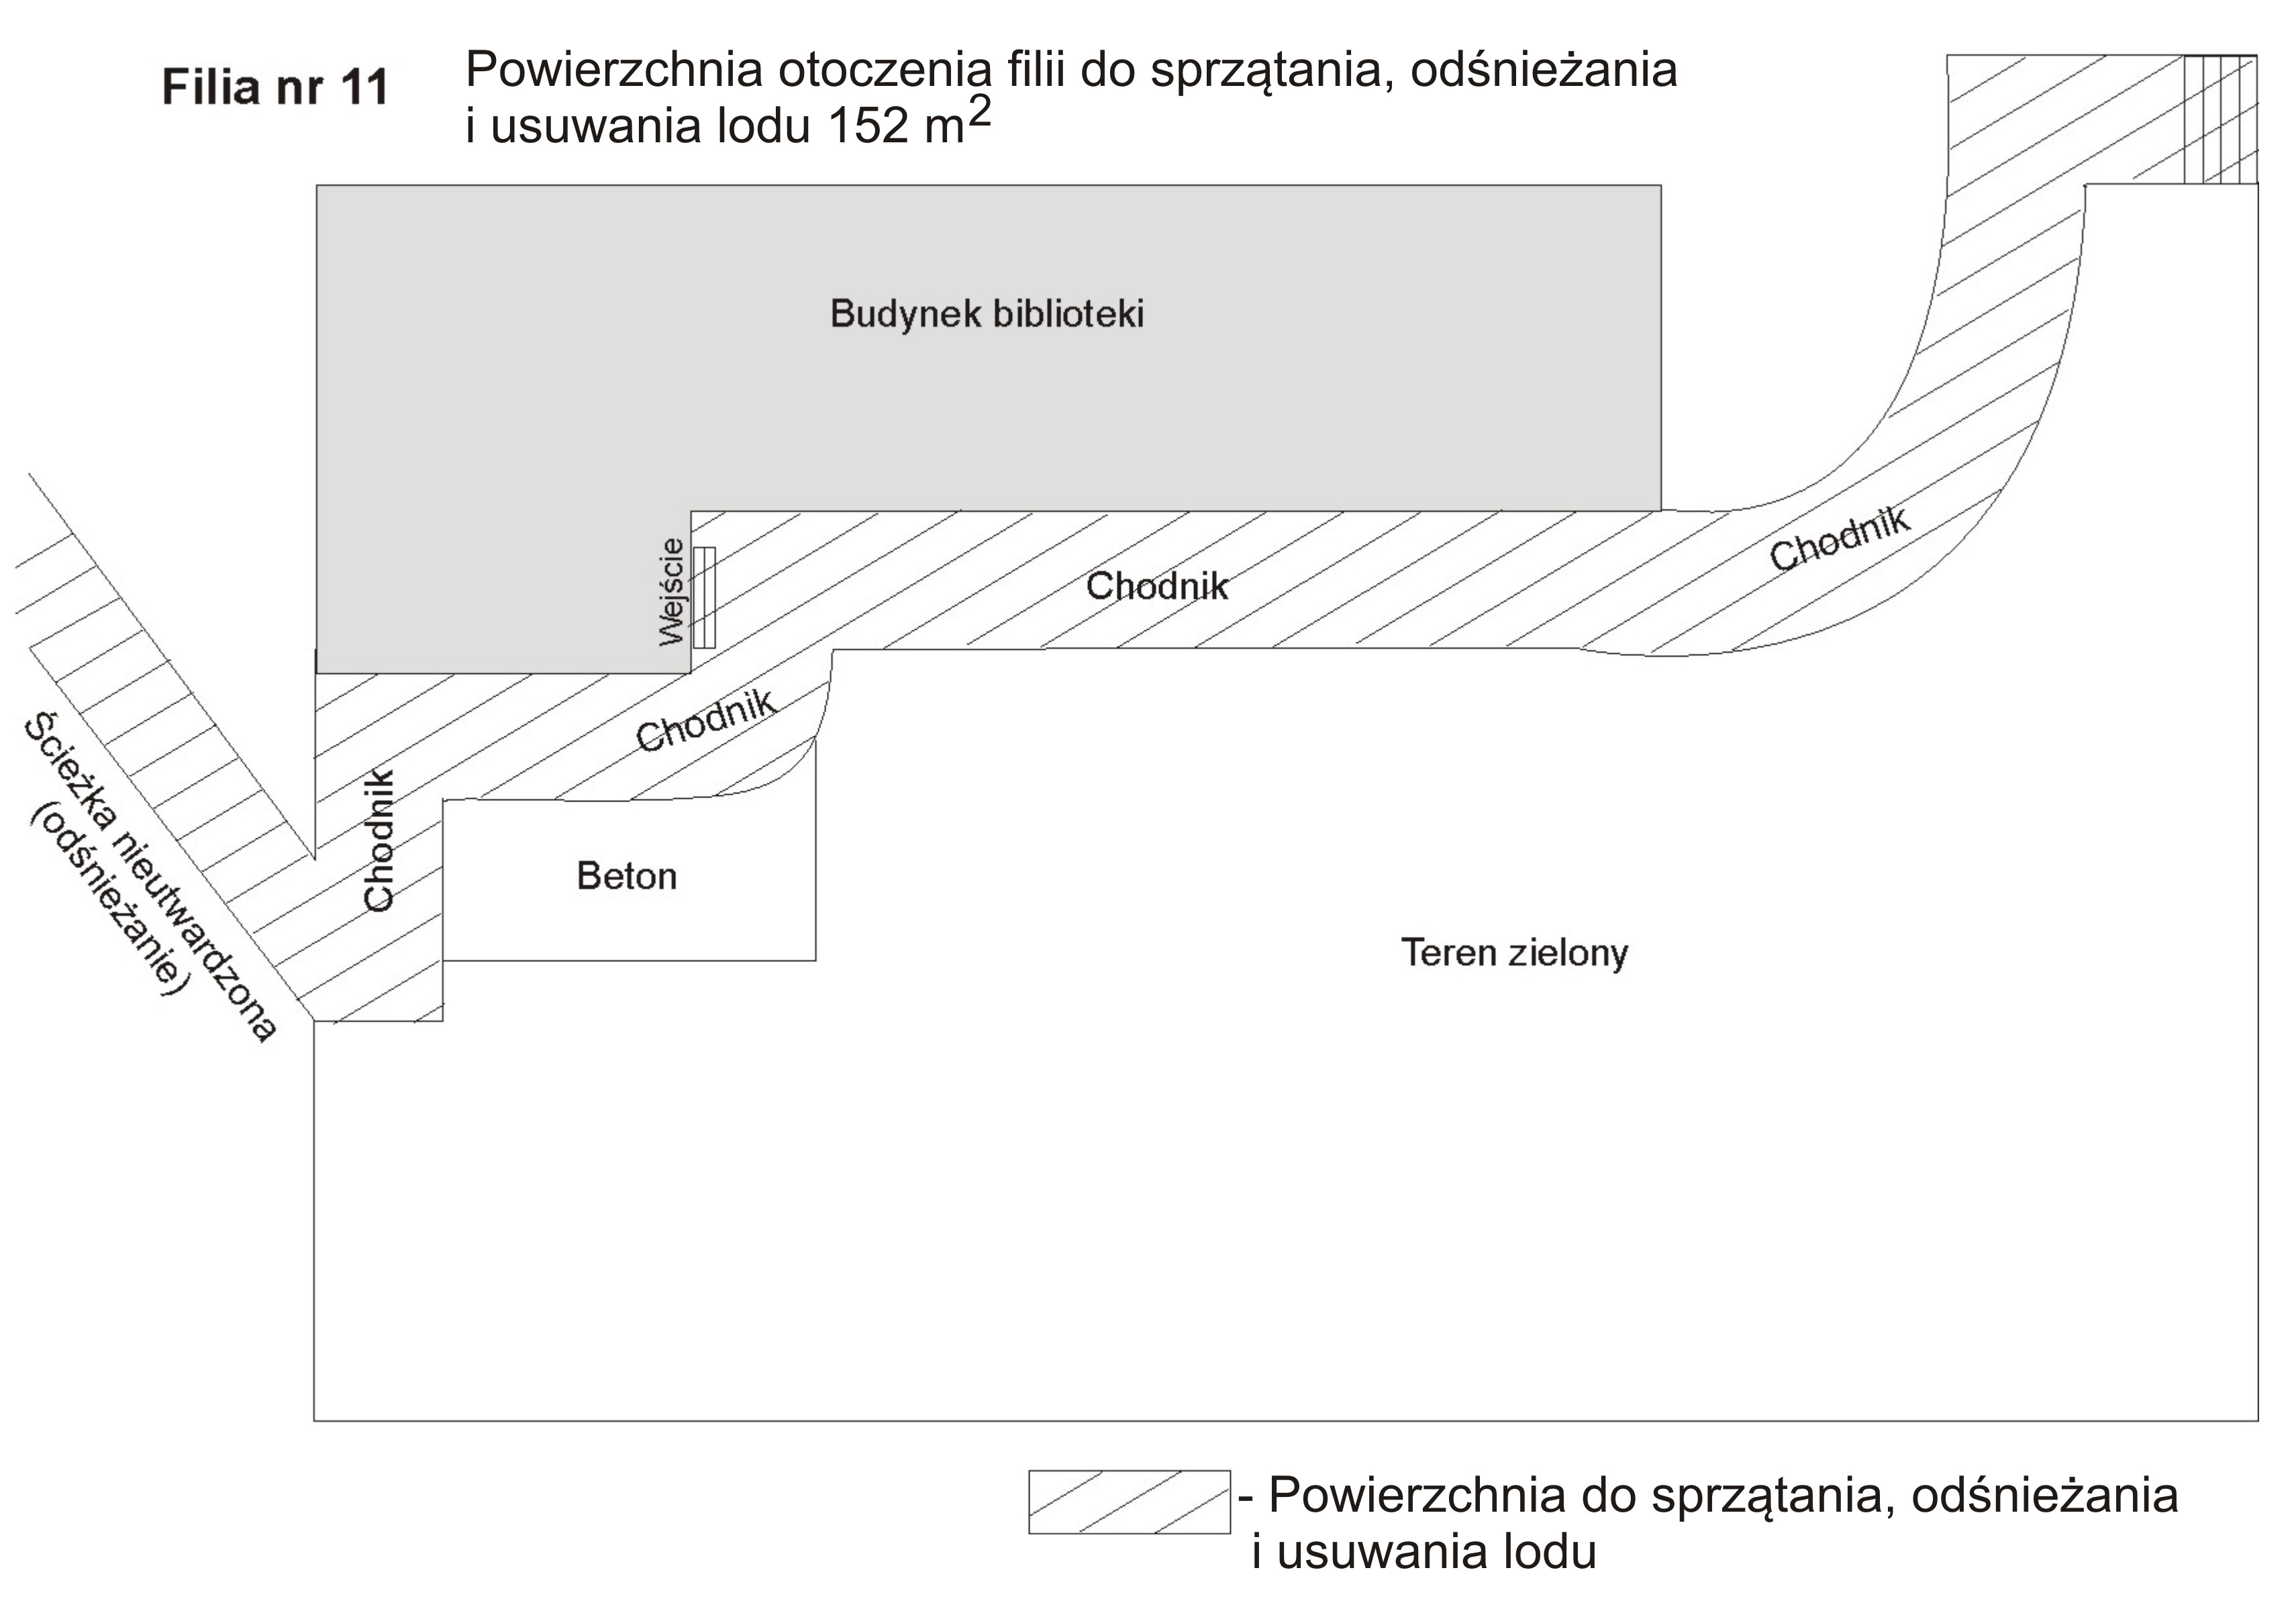 Filia nr 11
Powierzchnia otoczenia filii do sprzątania, odśnieżania
i usuwania lodu 152 m²
Budynek biblioteki
Wejście
Chodnik
Chodnik
Chodnik
Chodnik
Ścieżka nieutwardzona
(odśnieżanie)
Beton
Teren zielony
- Powierzchnia do sprzątania, odśnieżania
i usuwania lodu